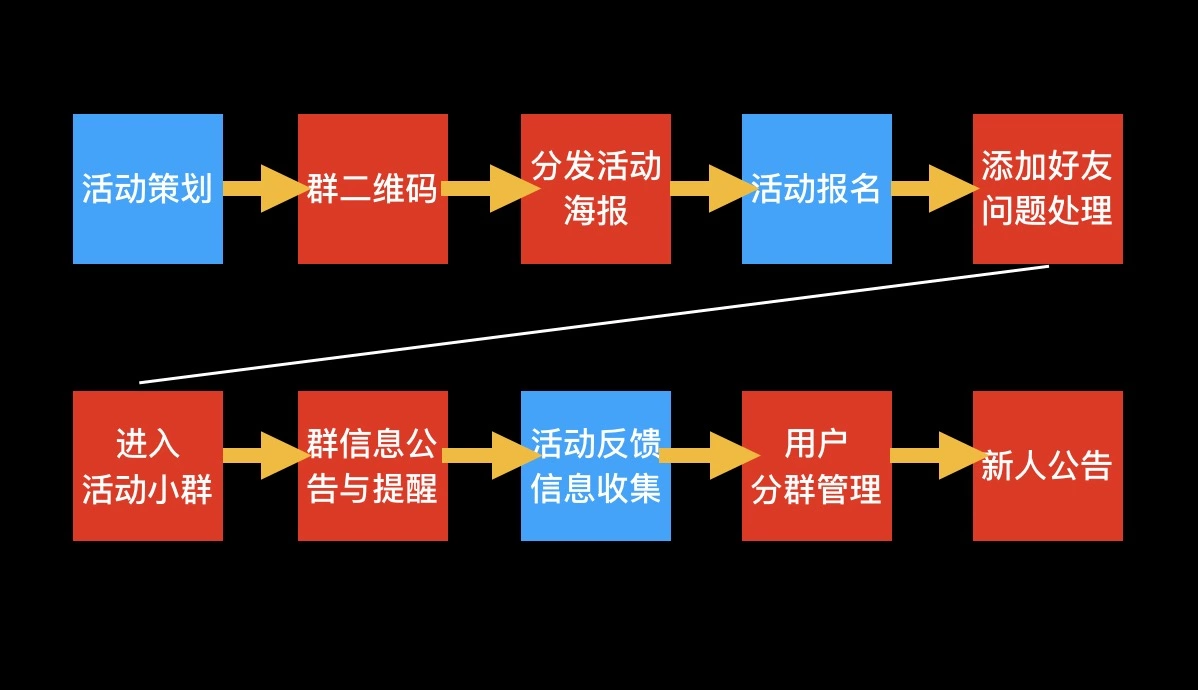 活动策划
群二维码
分发活动
海报
活动报名
添加好友
问题处理
进入
活动小群
群信息公
告与提醒
活动反馈
信息收集
用户
分群管理
新人公告